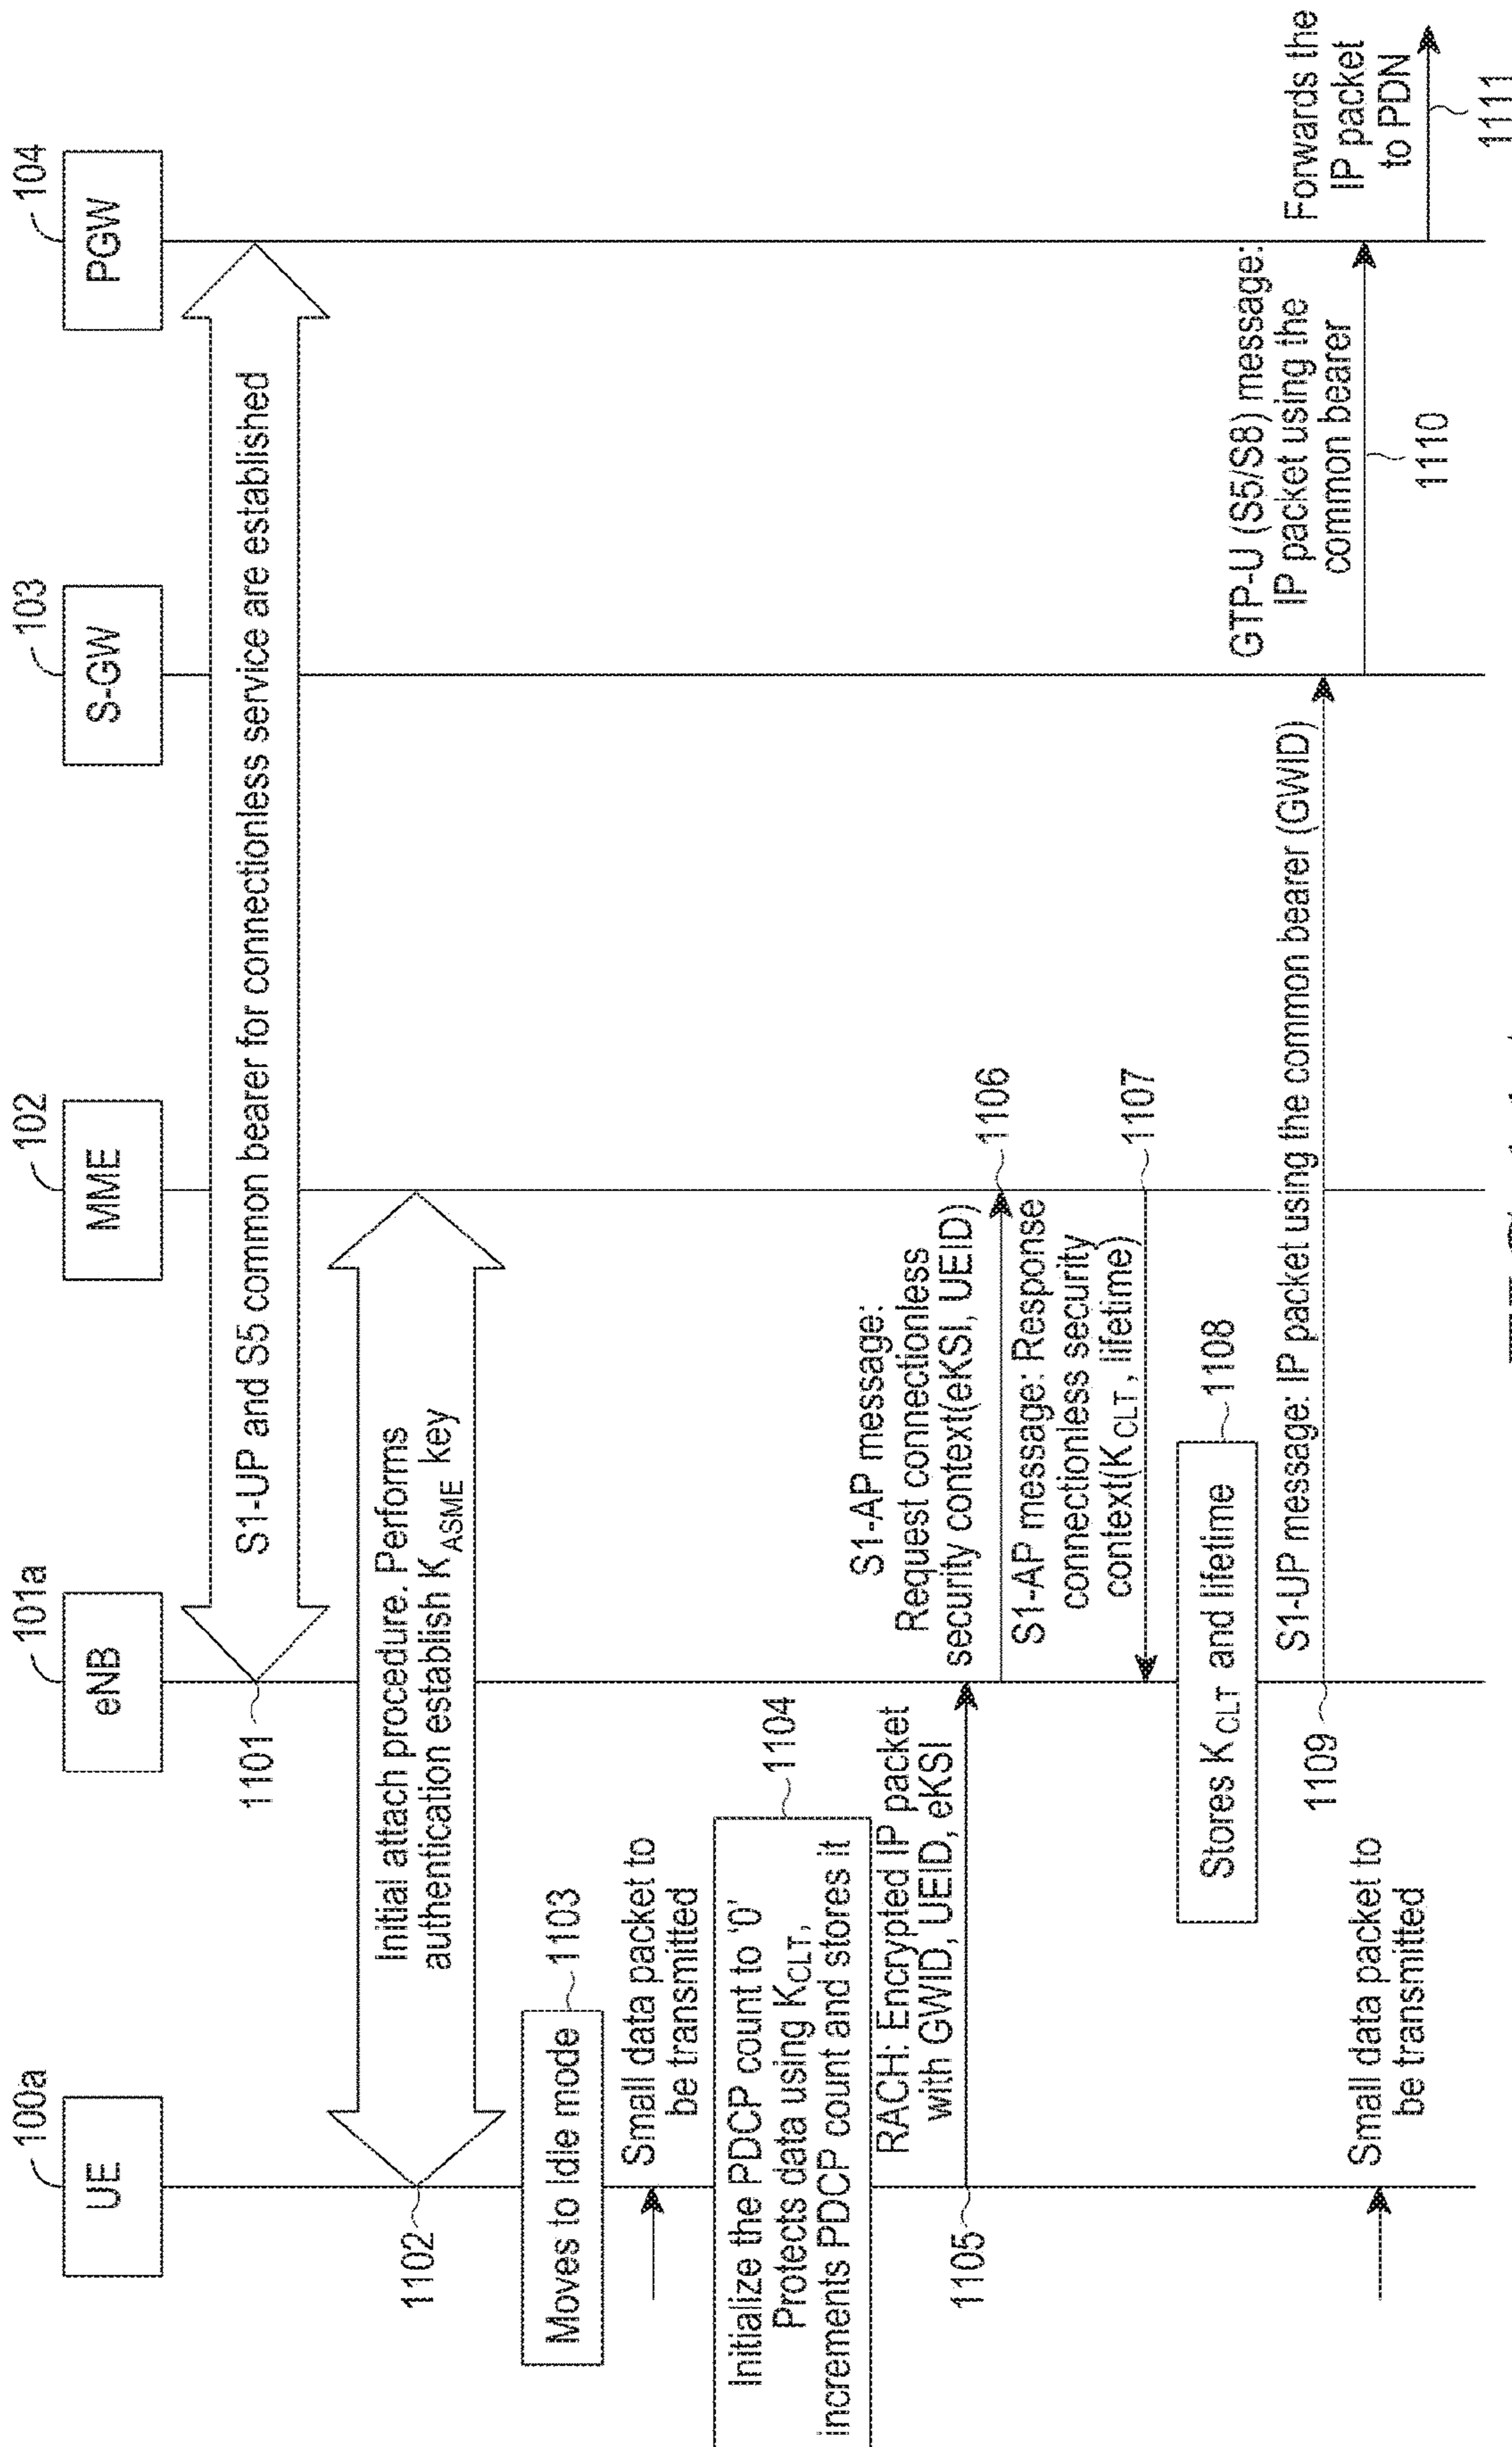 100a
UE
101a
eNB
102
MME
103
S-GW
104
PGW
S1-UP and S5 common bearer for connectionless service are established
1101
Initial attach procedure. Performs
authentication establish K ASME key
1102
Moves to Idle mode
1103
Small data packet to
be transmitted
Initialize the PDCP count to '0'
Protects data using KCLT,
increments PDCP count and stores it
1104
RACH: Encrypted IP packet
with GWID, UEID, eKSI
1105
S1-AP message:
Request connectionless
security context(eKSI, UEID)
1106
S1-AP message: Response
connectionless security
context(K CLT, lifetime)
1107
Stores K CLT and lifetime
1108
S1-UP message: IP packet using the common bearer (GWID)
1109
GTP-U (S5/S8) message:
IP packet using the
common bearer
1110
Forwards the
IP packet
to PDN
1111
Small data packet to
be transmitted